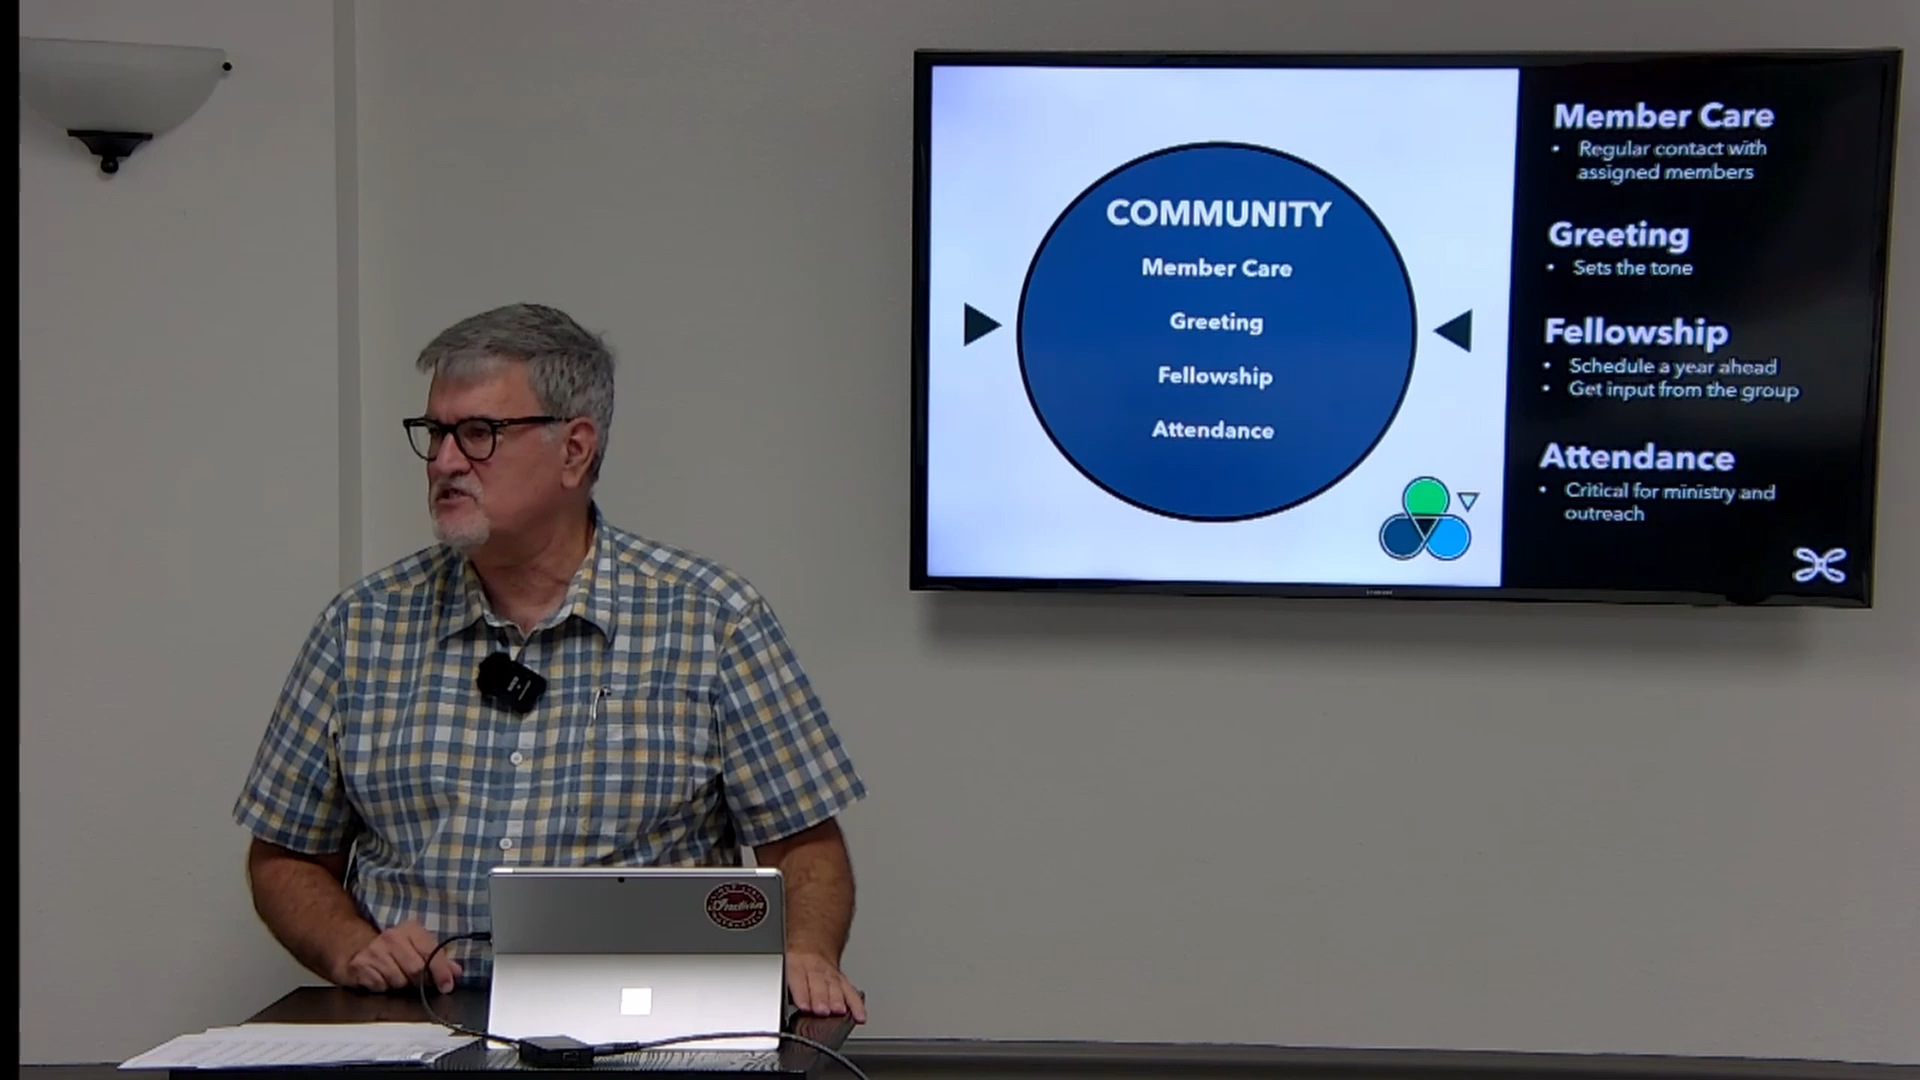 COMMUNITY
Member Care
Greeting
Fellowship
Attendance
Member Care
• Regular contact with
assigned members
Greeting
• Sets the tone
Fellowship
• Schedule a year ahead
• Get input from the group
Attendance
• Critical for ministry and
outreach
Indian